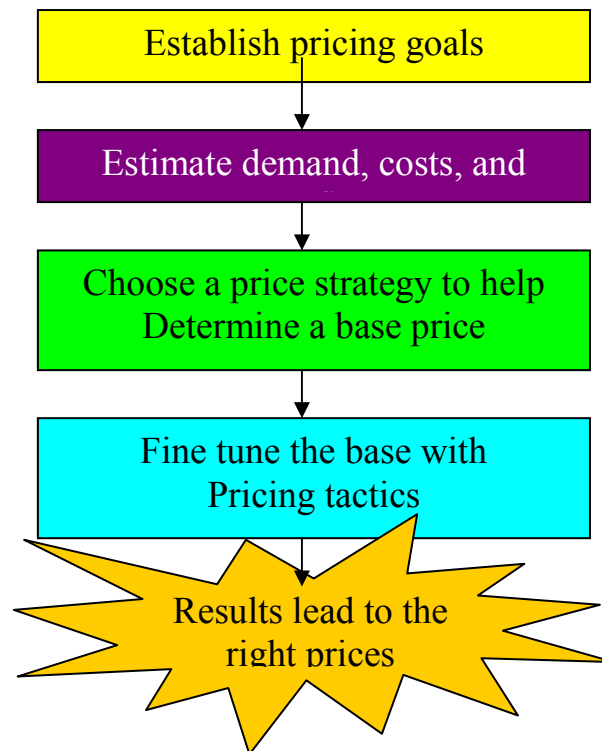 Establish pricing goals
Estimate demand, costs, and
Choose a price strategy to help
Determine a base price
Fine tune the base with
Pricing tactics
Results lead to the
right prices